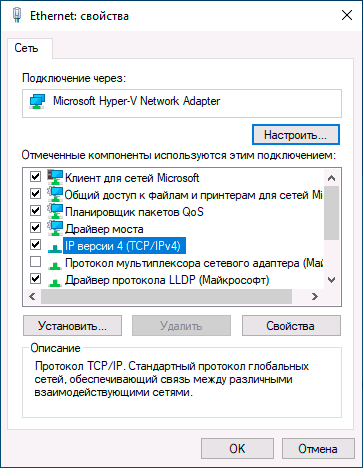 Ethernet: свойства
Сеть
Подключение через:
Microsoft Hyper-V Network Adapter
Настроить...
Отмеченные компоненты используются этим подключением:
Клиент для сетей Microsoft
Общий доступ к файлам и принтерам для сетей Mi
Планировщик пакетов QoS
Драйвер моста
IP версии 4 (TCP/IPv4)
Протокол мультиплексора сетевого адаптера (Май
Драйвер протокола LLDP (Майкрософт)
Установить...
Удалить
Свойства
Описание
Протокол TCP/IP. Стандартный протокол глобальных
сетей, обеспечивающий связь между различными
взаимодействующими сетями.
OK
Отмена